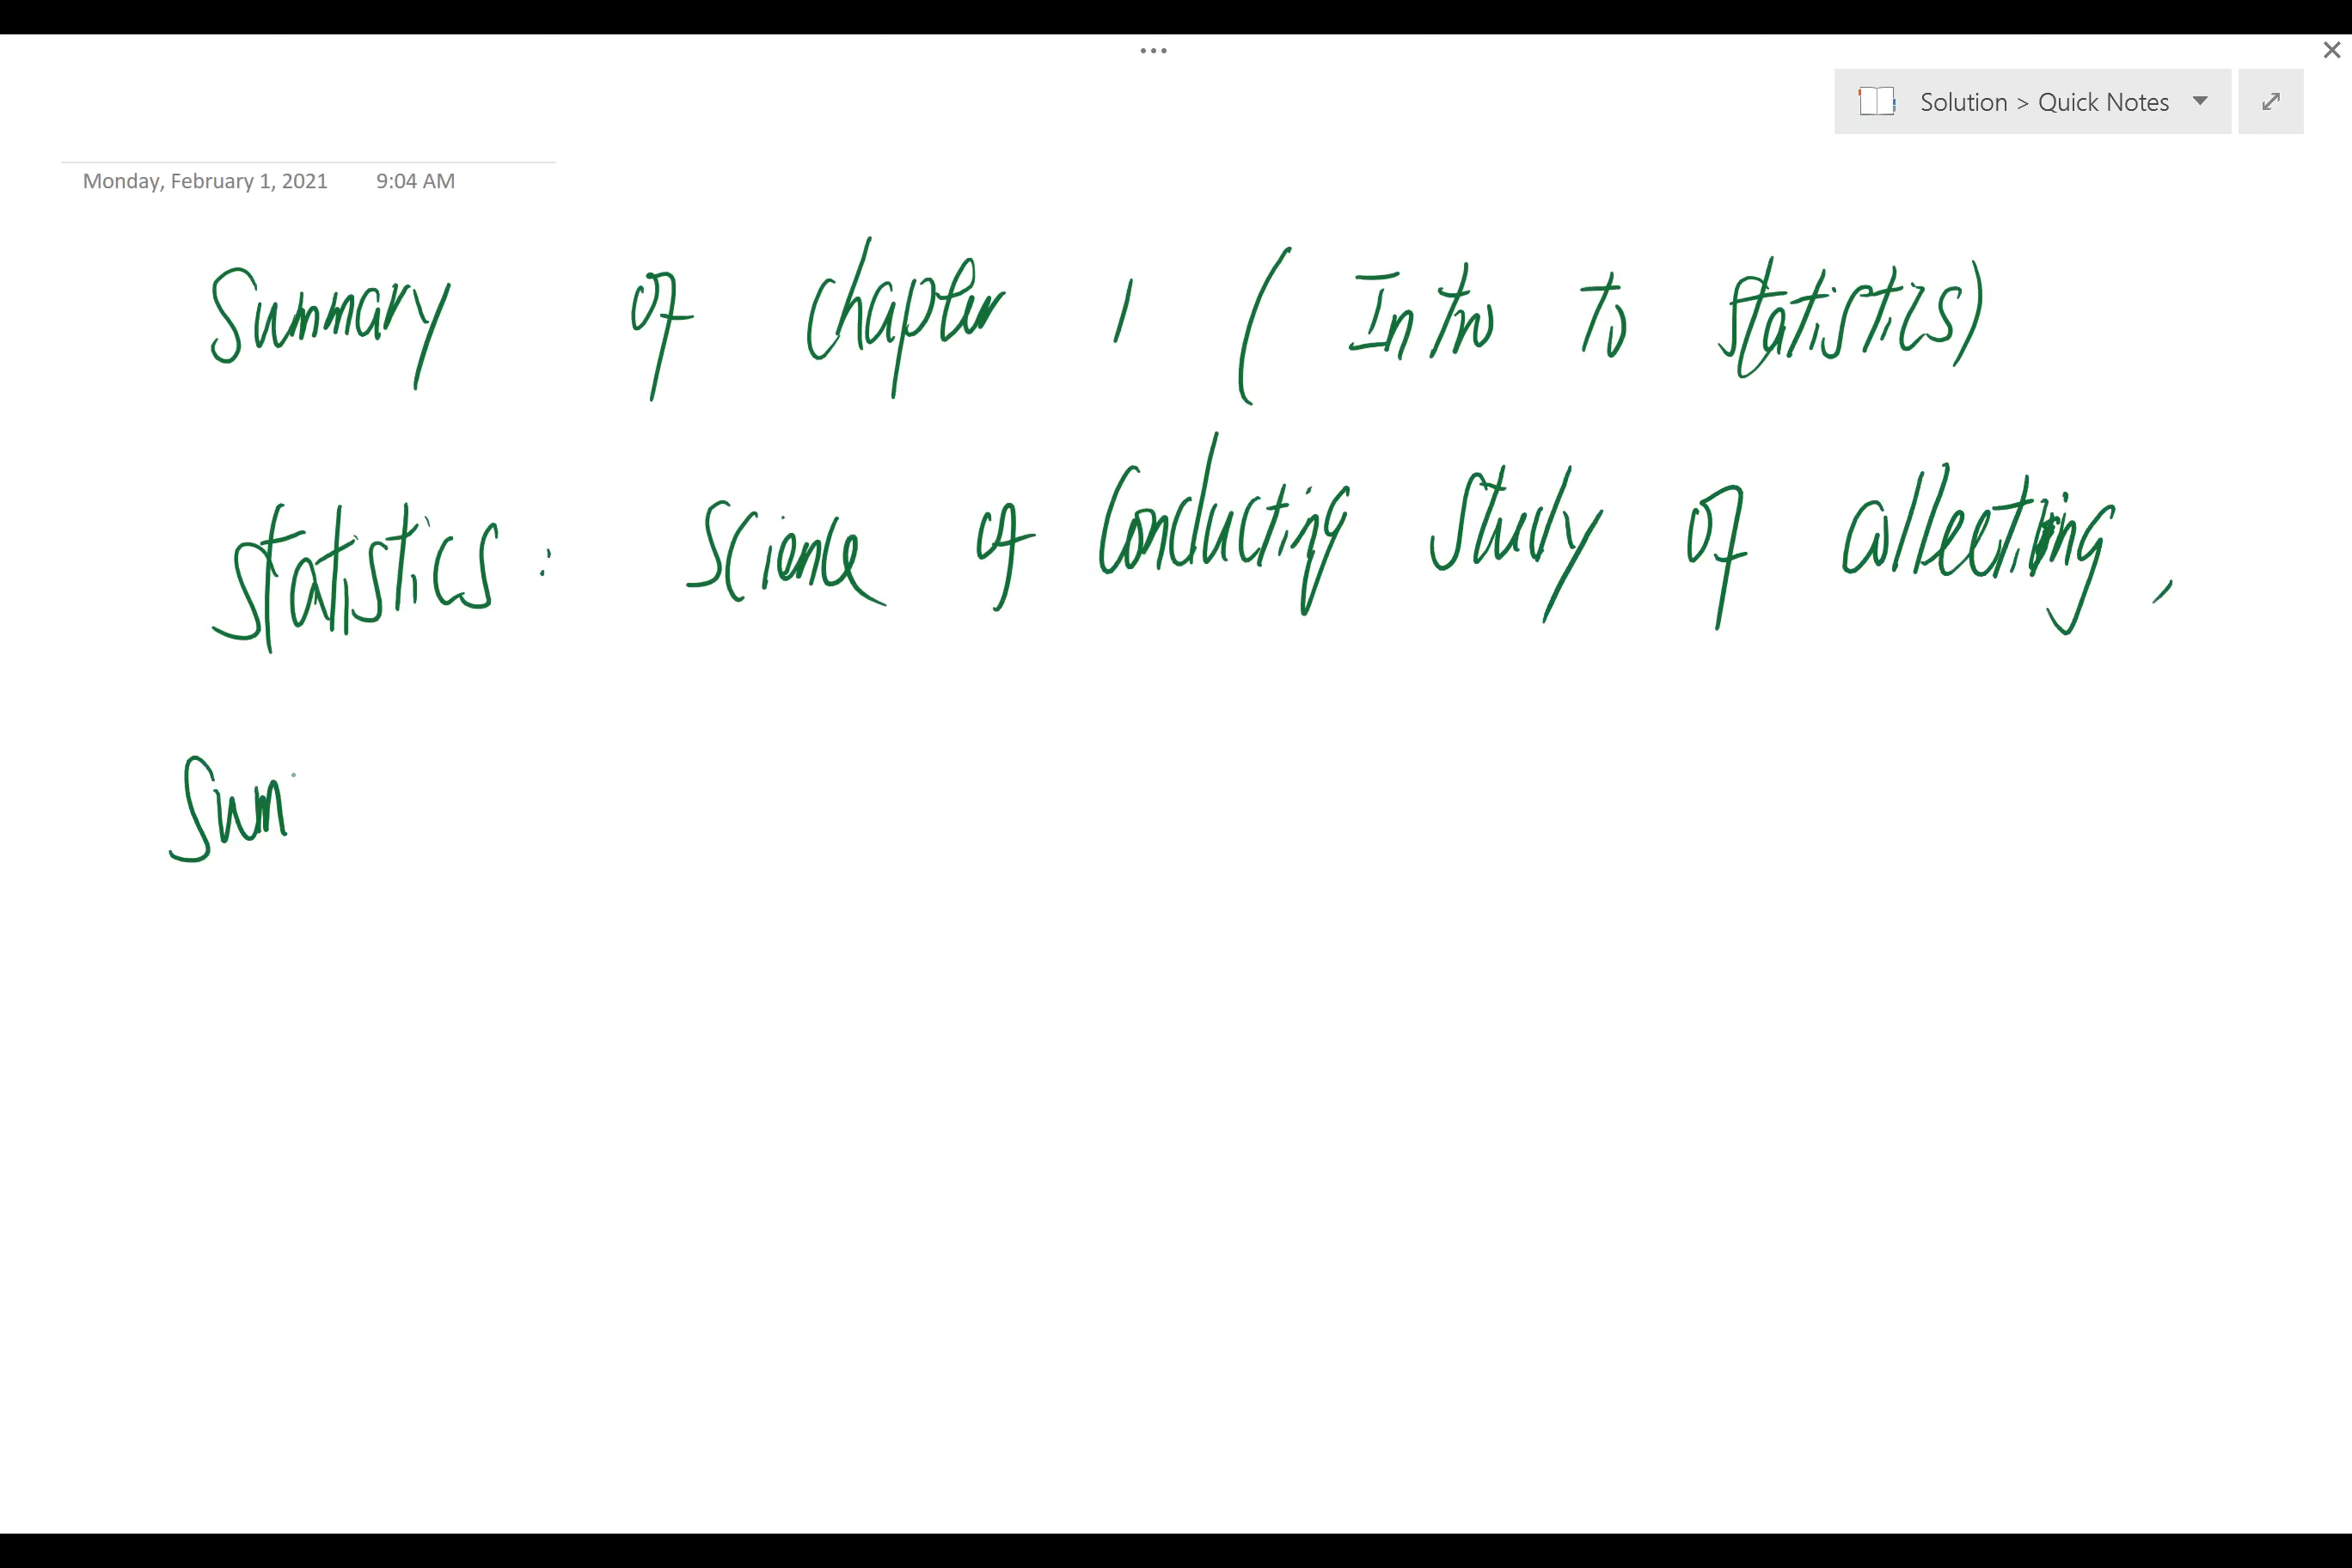 Solution > Quick Notes
Monday, February 1, 2021 9:04 AM
Summary of Chapter 1 ( Intro to Statistics)
Statistics : Science of Conducting Study of collecting ,
Sum